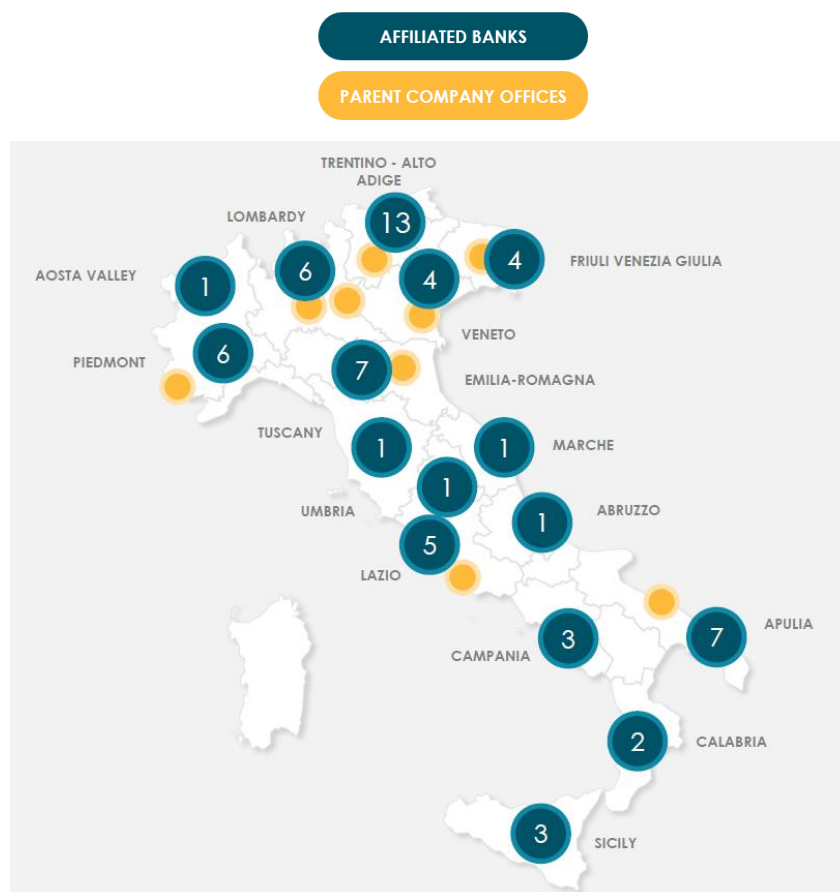 AFFILIATED BANKS
PARENT COMPANY OFFICES
TRENTINO - ALTO
ADIGE
LOMBARDY
13
6
4
4
FRIULI VENEZIA GIULIA
AOSTA VALLEY
1
VENETO
PIEDMONT
6
7
EMILIA-ROMAGNA
TUSCANY
1
1
MARCHE
1
UMBRIA
ABRUZZO
1
5
LAZIO
APULIA
7
3
CAMPANIA
2
CALABRIA
3
SICILY